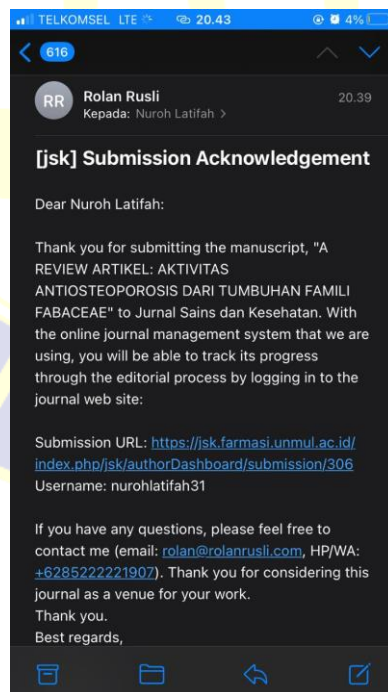 TELKOMSEL LTE 20.43 4%
616
RR
Rolan Rusli 20.39
Kepada: Nuroh Latifah >
[jsk] Submission Acknowledgement
Dear Nuroh Latifah:
Thank you for submitting the manuscript, "A
REVIEW ARTIKEL: AKTIVITAS
ANTIOSTEOPOROSIS DARI TUMBUHAN FAMILI
FABACEAE" to Jurnal Sains dan Kesehatan. With
the online journal management system that we are
using, you will be able to track its progress
through the editorial process by logging in to the
journal web site:
Submission URL: https://jsk.farmasi.unmul.ac.id/
index.php/jsk/authorDashboard/submission/306
Username: nurohlatifah31
If you have any questions, please feel free to
contact me (email: rolan@rolanrusli.com, HP/WA:
+6285222221907). Thank you for considering this
journal as a venue for your work.
Thank you.
Best regards,